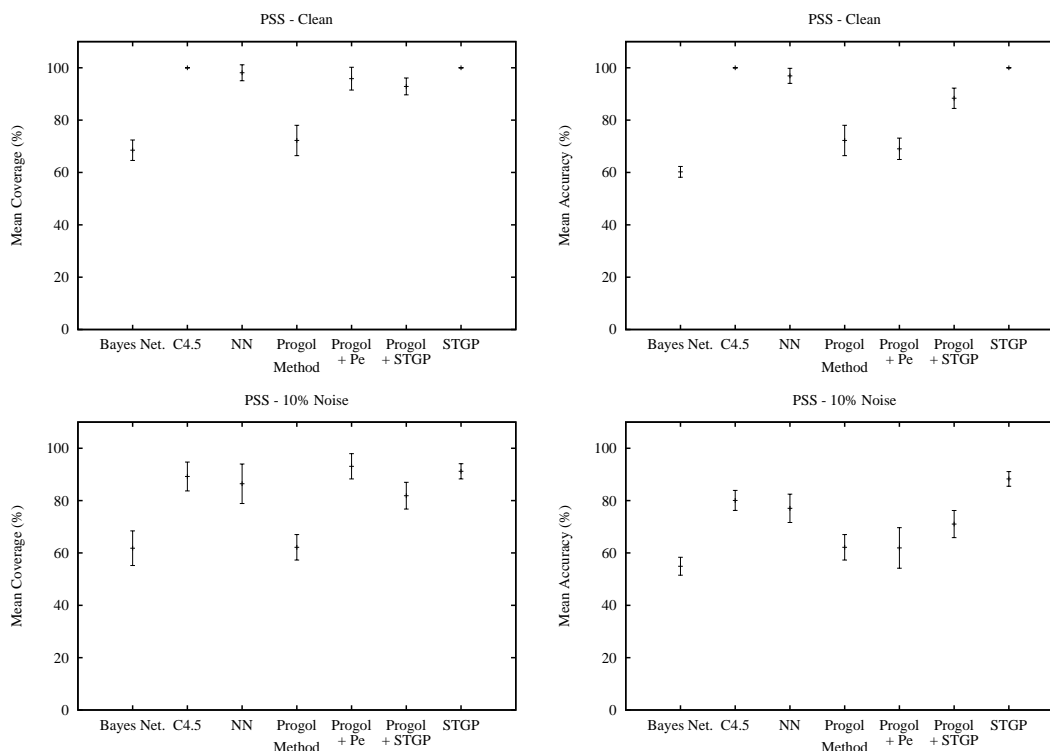 PSS - Clean
Mean Coverage (%)
100
80
60
40
20
0
Bayes Net. C4.5 NN Progol Progol Progol STGP
+ Pe + STGP
Method
PSS - Clean
Mean Accuracy (%)
100
80
60
40
20
0
Bayes Net. C4.5 NN Progol Progol Progol STGP
+ Pe + STGP
Method
PSS - 10% Noise
Mean Coverage (%)
100
80
60
40
20
0
Bayes Net. C4.5 NN Progol Progol Progol STGP
+ Pe + STGP
Method
PSS - 10% Noise
Mean Accuracy (%)
100
80
60
40
20
0
Bayes Net. C4.5 NN Progol Progol Progol STGP
+ Pe + STGP
Method